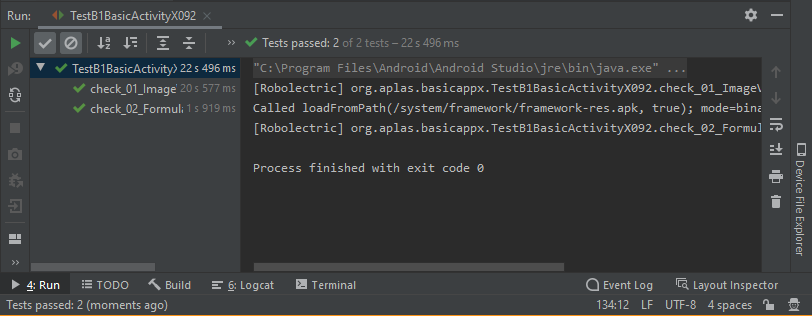 Run: TestB1BasicActivityX092 ×
» Tests passed: 2 of 2 tests – 22 s 496 ms
TestB1BasicActivityX 22 s 496 ms
check_01_Image 20 s 577 ms
check_02_Formula 1 s 919 ms
"C:\Program Files\Android\Android Studio\jre\bin\java.exe" ...
[Robolectric] org.aplas.basicappx.TestB1BasicActivityX092.check_01_Image\
Called loadFromPath(/system/framework/framework-res.apk, true); mode=bina
[Robolectric] org.aplas.basicappx.TestB1BasicActivityX092.check_02_Formul
Process finished with exit code 0
Device File Explorer
»
4: Run TODO Build 6: Logcat Terminal Event Log Layout Inspector
Tests passed: 2 (moments ago) 134:12 LF UTF-8 4 spaces